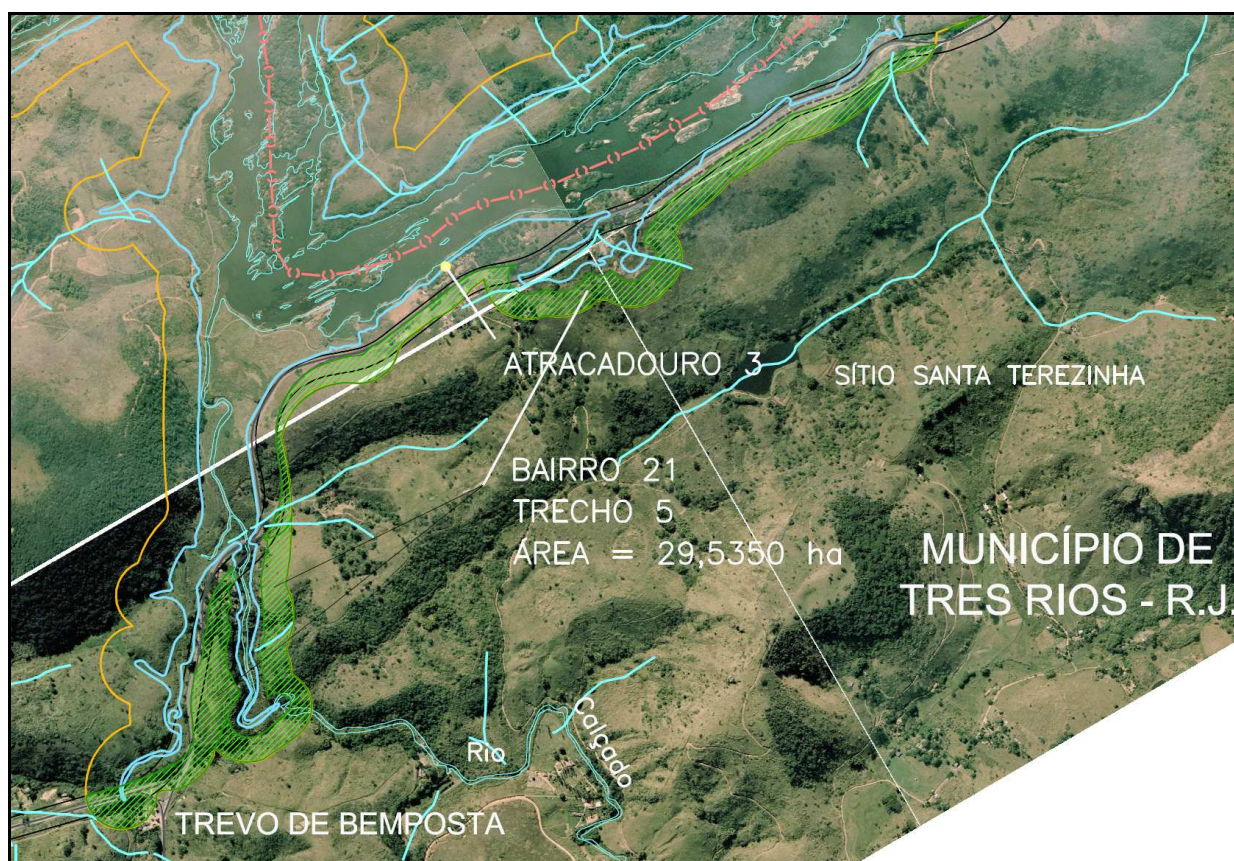 ATRACADOURO 3
SÍTIO SANTA TEREZINHA
BAIRRO 21
TRECHO 5
ÁREA = 29,5350 ha
MUNICÍPIO DE
TRES RIOS - R.J.
Rio
Calçado
TREVO DE BEMPOSTA